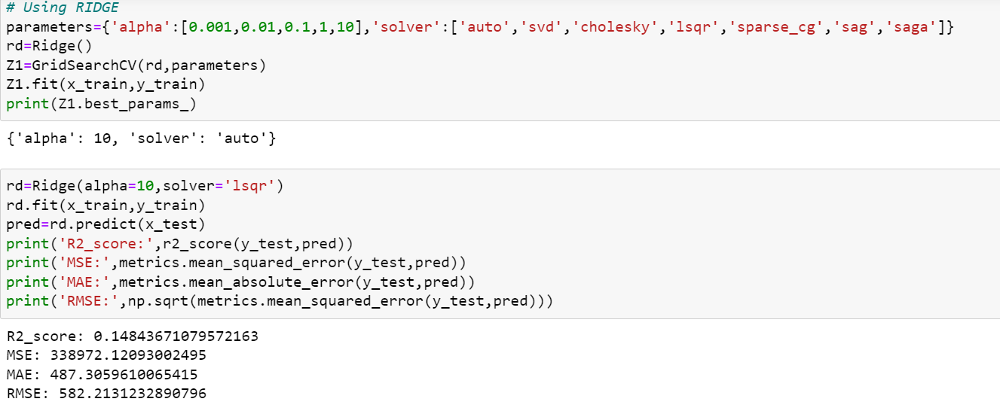 # Using RIDGE
parameters={'alpha':[0.001,0.01,0.1,1,10],'solver':['auto','svd','cholesky','lsqr','sparse_cg','sag','saga']}
rd=Ridge()
Z1=GridSearchCV(rd,parameters)
Z1.fit(x_train,y_train)
print(Z1.best_params_)
{'alpha': 10, 'solver': 'auto'}
rd=Ridge(alpha=10,solver='lsqr')
rd.fit(x_train,y_train)
pred=rd.predict(x_test)
print('R2_score:',r2_score(y_test,pred))
print('MSE:',metrics.mean_squared_error(y_test,pred))
print('MAE:',metrics.mean_absolute_error(y_test,pred))
print('RMSE:',np.sqrt(metrics.mean_squared_error(y_test,pred)))
R2_score: 0.14843671079572163
MSE: 338972.12093002495
MAE: 487.3059610065415
RMSE: 582.2131232890796